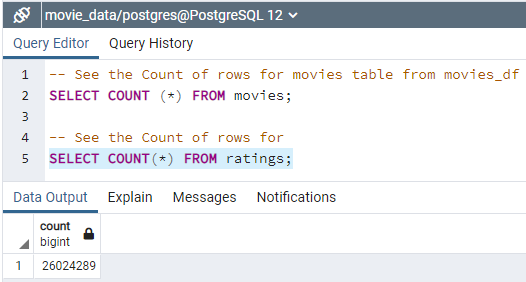 movie_data/postgres@PostgreSQL 12
Query Editor Query History
1 -- See the Count of rows for movies table from movies_df
2 SELECT COUNT (*) FROM movies;
3
4 -- See the Count of rows for
5 SELECT COUNT(*) FROM ratings;
Data Output Explain Messages Notifications
count
bigint
1 26024289